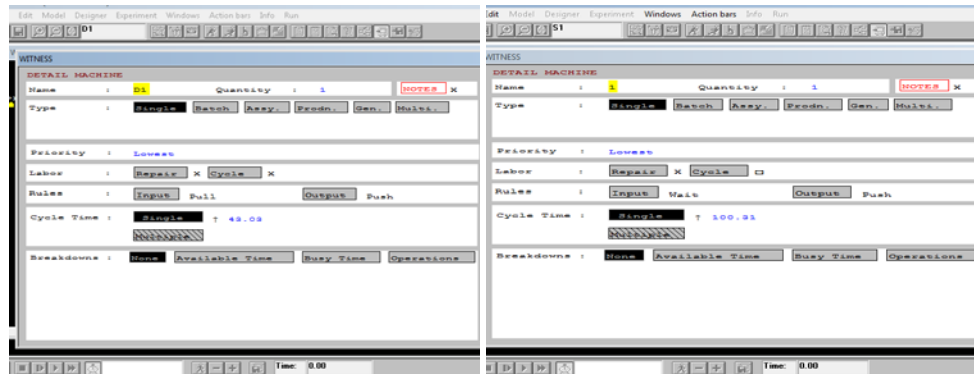 Edit Model Designer Experiment Windows Action bars Info Run
D1
WITNESS
DETAIL MACHINE
Name : D1 Quantity : 1 NOTES X
Type : Single Batch Assy. Prodn. Gen. Multi.
Priority : Lowest
Labor : Repair X Cycle X
Rules : Input Pull Output Push
Cycle Time : Single ↑ 43.03
Multiple
Breakdowns : None Available Time Busy Time Operations
Time: 0.00
Edit Model Designer Experiment Windows Action bars Info Run
S1
WITNESS
DETAIL MACHINE
Name : 1 Quantity : 1 NOTES X
Type : Single Batch Assy. Prodn. Gen. Multi.
Priority : Lowest
Labor : Repair X Cycle
Rules : Input Wait Output Push
Cycle Time : Single ↑ 100.31
Multiple
Breakdowns : None Available Time Busy Time Operations
Time: 0.00